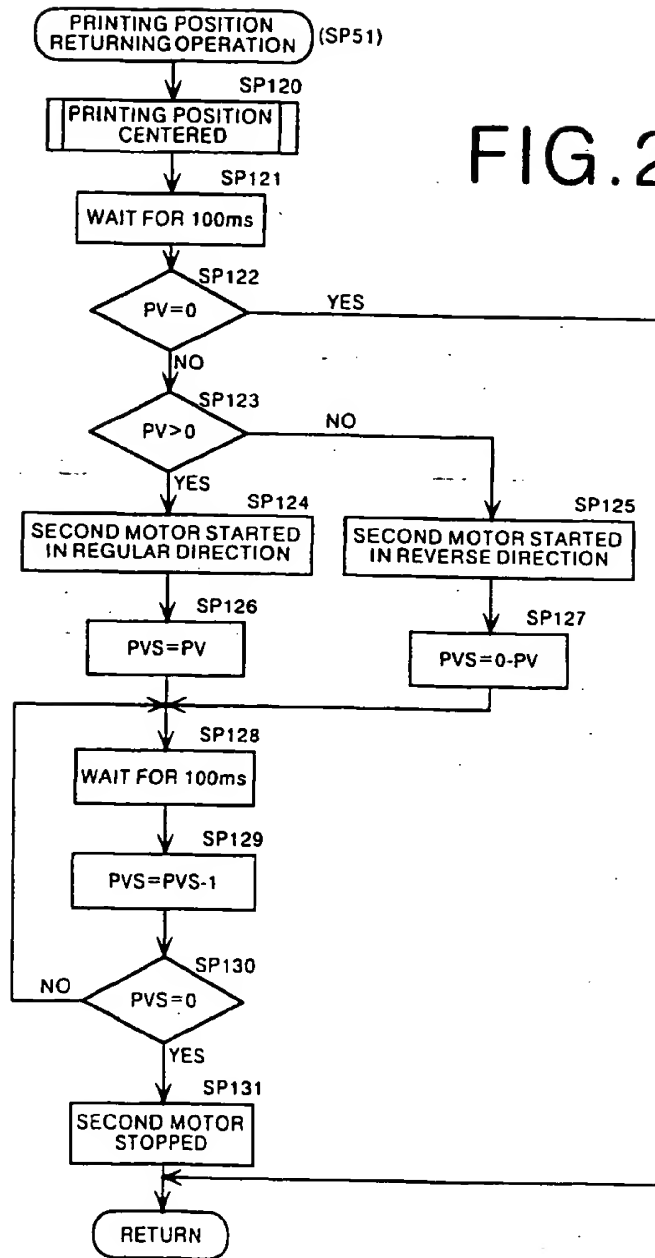 PRINTING POSITION
RETURNING OPERATION
(SP51)
SP120
PRINTING POSITION
CENTERED
FIG.2
SP121
WAIT FOR 100ms
SP122
PV=0
YES
NO
SP123
PV>0
NO
YES
SP124
SECOND MOTOR STARTED
IN REGULAR DIRECTION
SP125
SECOND MOTOR STARTED
IN REVERSE DIRECTION
SP126
PVS=PV
SP127
PVS=0-PV
SP128
WAIT FOR 100ms
SP129
PVS=PVS-1
SP130
NO
PVS=0
YES
SP131
SECOND MOTOR
STOPPED
RETURN